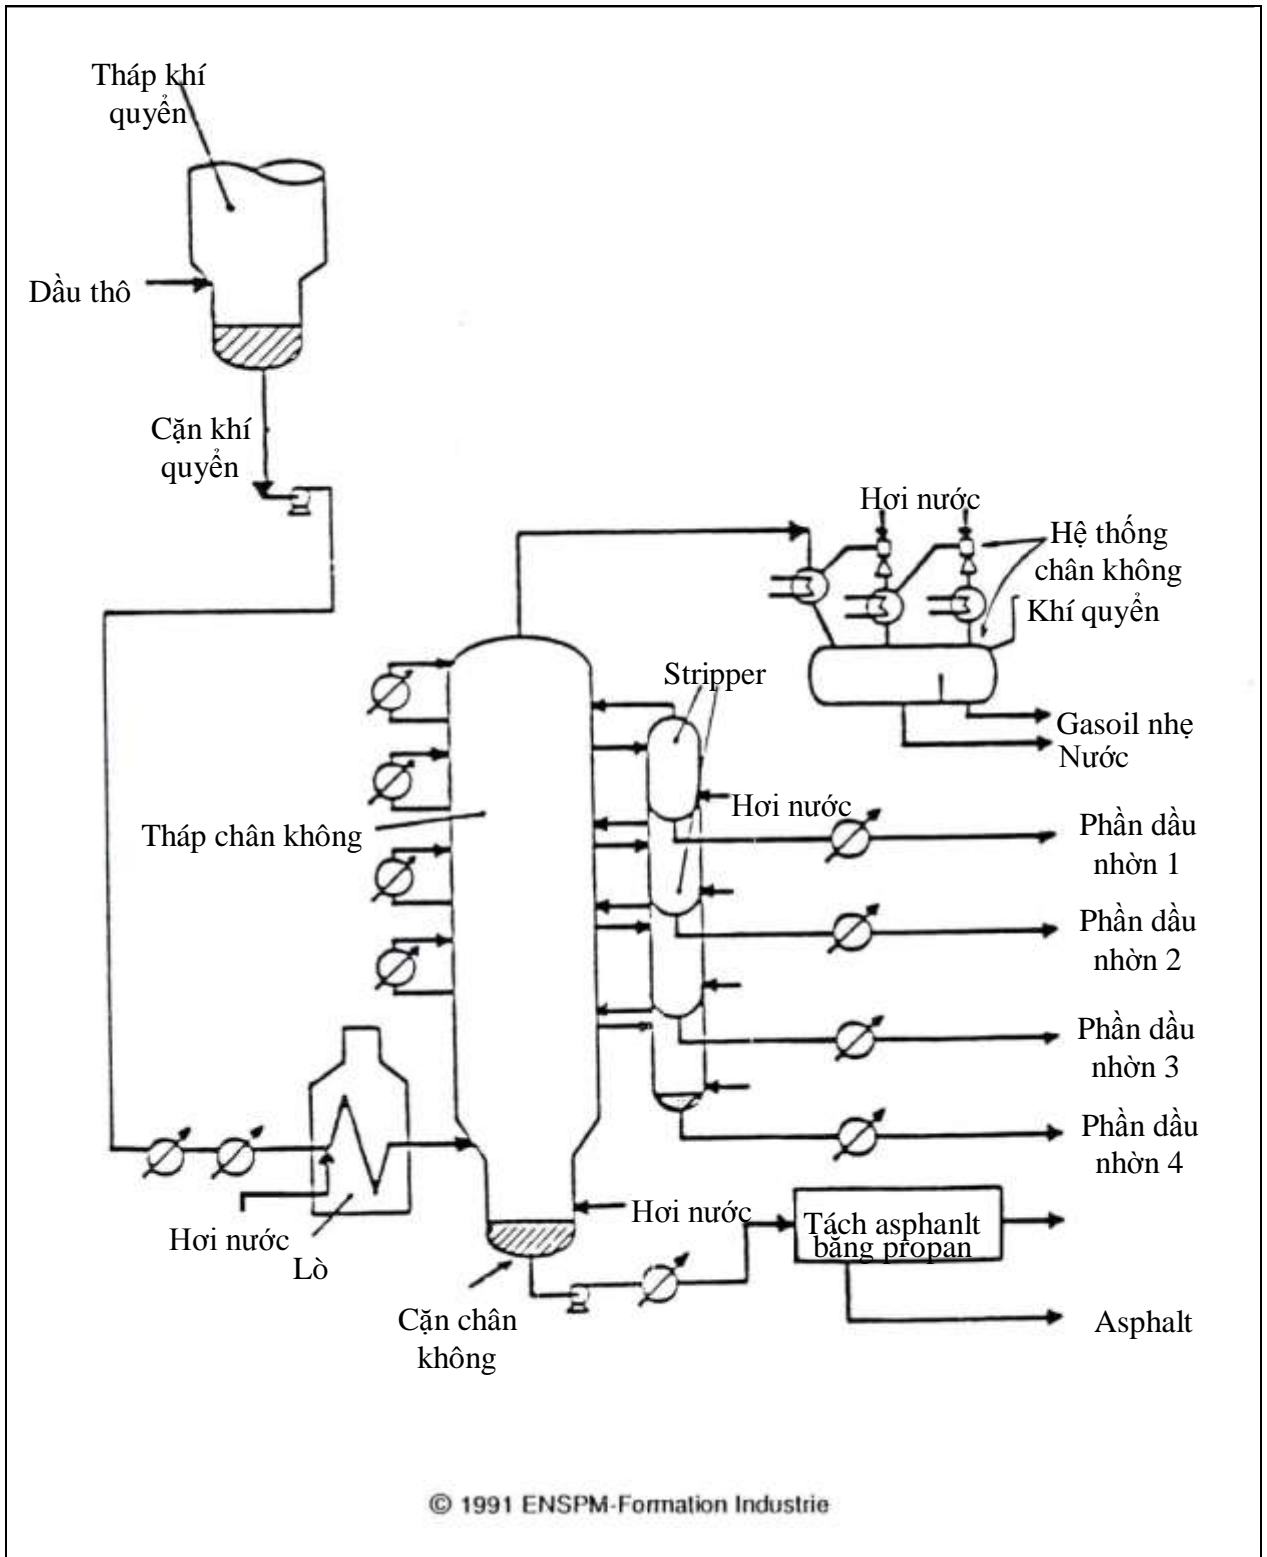 Tháp khí
quyển
Dầu thô
Cặn khí
quyển
Hơi nước
Hệ thống
chân không
Khí quyển
Stripper
Gasoil nhẹ
Nước
Hơi nước
Tháp chân không
Phần dầu
nhờn 1
Phần dầu
nhờn 2
Phần dầu
nhờn 3
Phần dầu
nhờn 4
Hơi nước
Lò
Hơi nước
Tách asphanlt
bằng propan
Cặn chân
không
Asphalt
© 1991 ENSPM-Formation Industrie